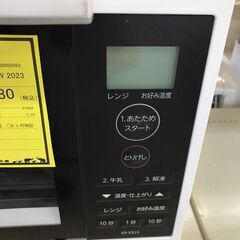 00000564
2023
80 (税込)
レンジ お好み温度
1.あたため
スタート
とりけし
2.牛乳 3.解凍
温度・仕上がり
レンジ お好み温度
10分 1分 10秒